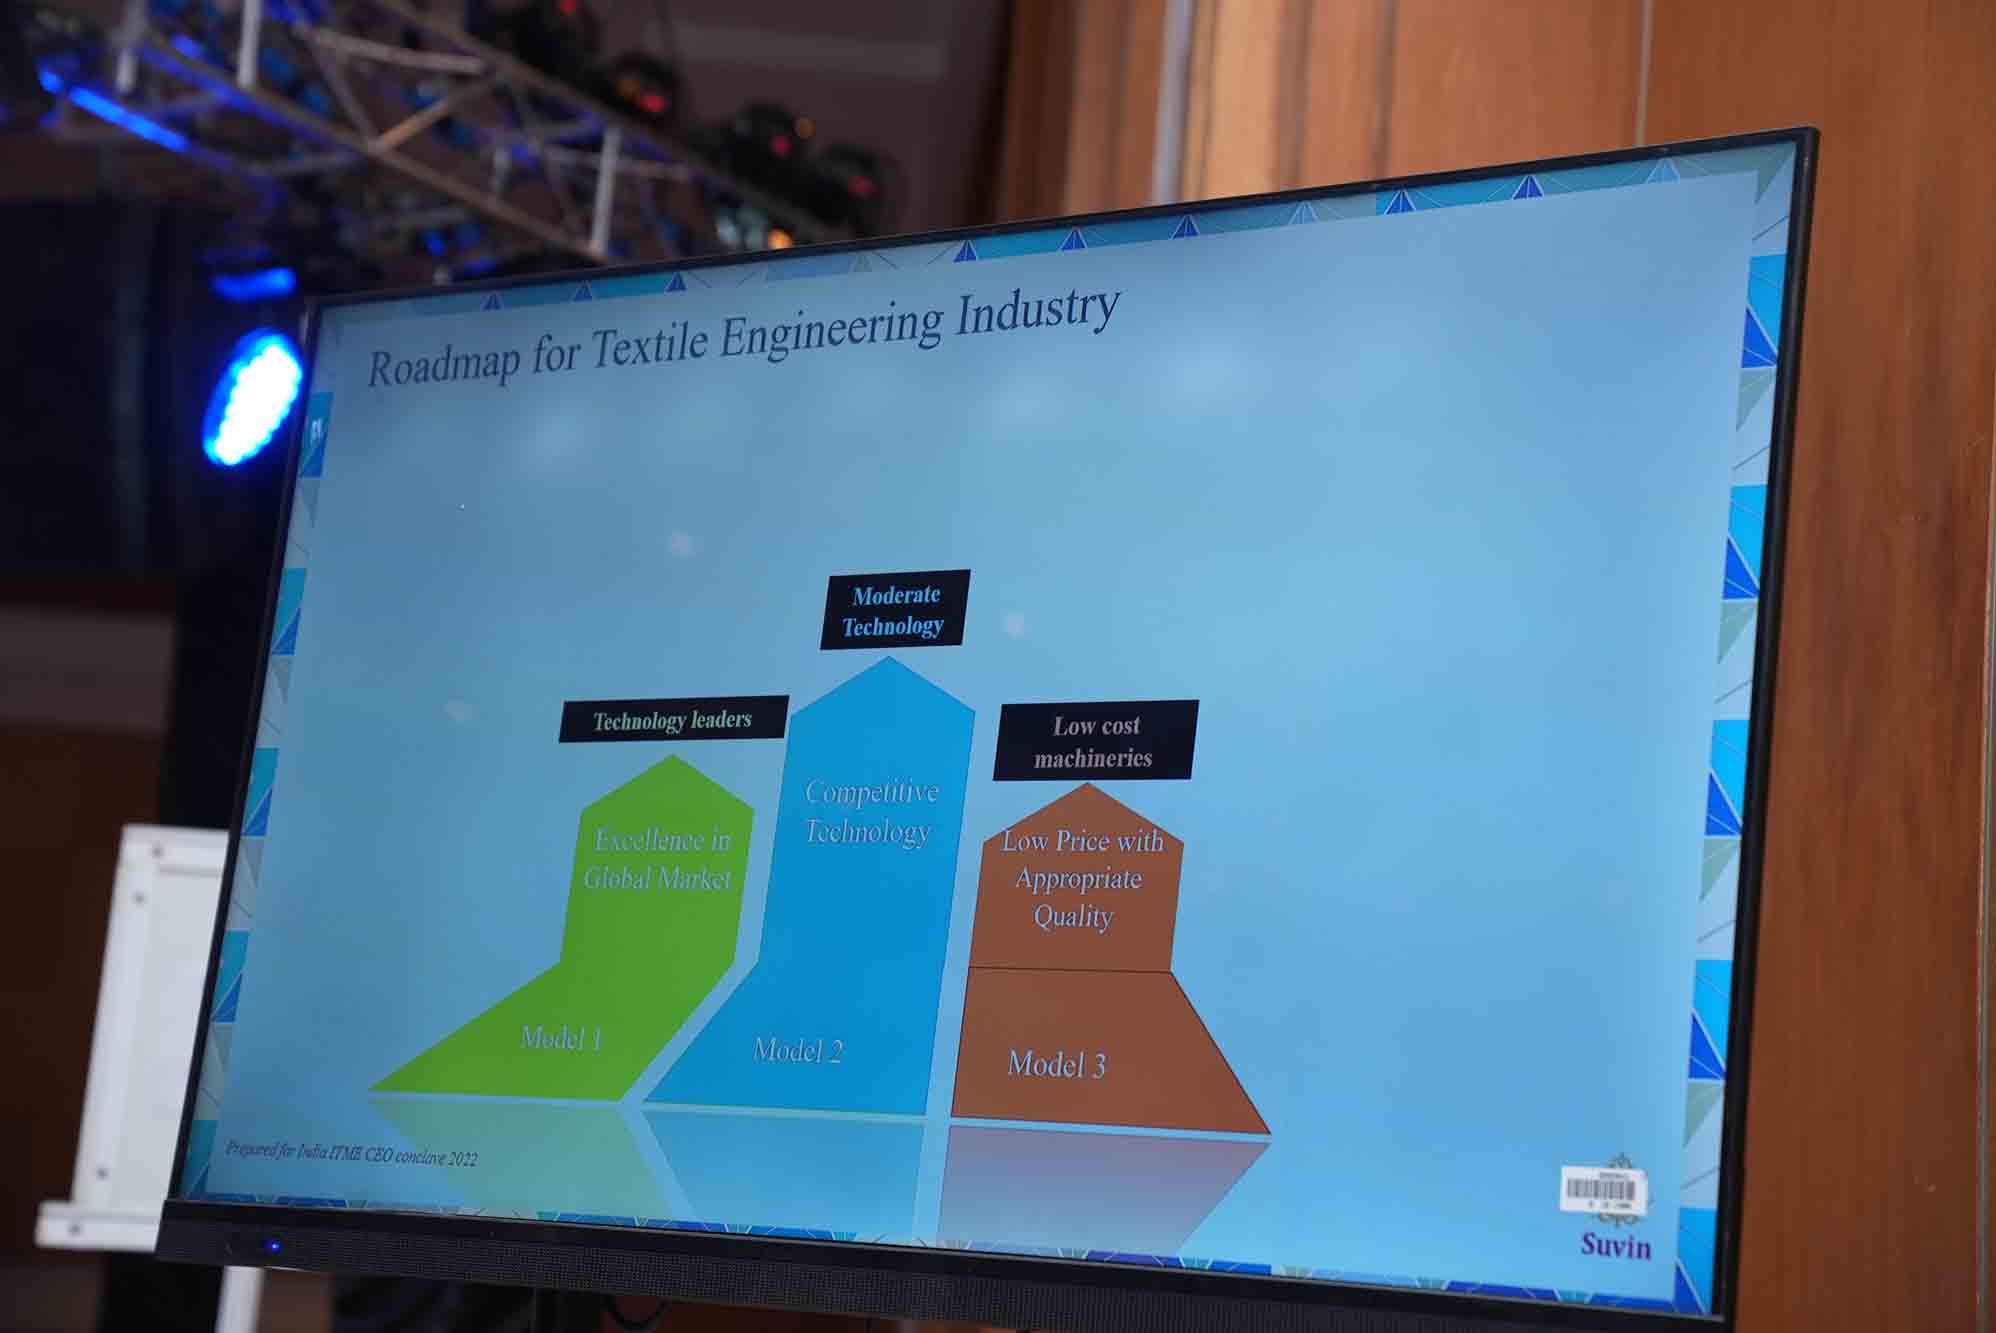 Roadmap for Textile Engineering Industry
Moderate
Technology
Technology leaders
Low cost
machineries
Competitive
Technology
Excellence in
Global Market
Low Price with
Appropriate
Quality
Model 1
Model 2
Model 3
Prepared for India ITME CEO conclave 2022
Suvin